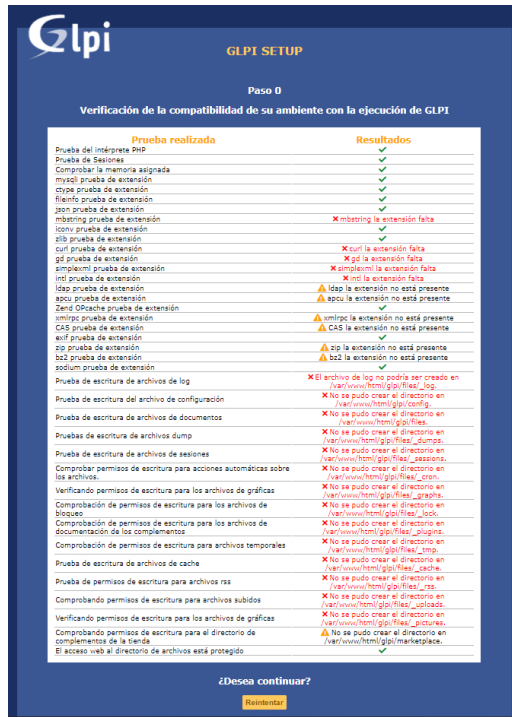 Glpi
GLPI SETUP
Paso 0
Verificación de la compatibilidad de su ambiente con la ejecución de GLPI
Prueba realizada Resultados
Prueba del intérprete PHP
Prueba de Sesiones
Comprobar la memoria asignada
mysqli prueba de extensión
ctype prueba de extensión
fileinfo prueba de extensión
json prueba de extensión
mbstring prueba de extensión mbstring la extensión falta
iconv prueba de extensión
zlib prueba de extensión
curl prueba de extensión curl la extensión falta
gd prueba de extensión gd la extensión falta
simplexml prueba de extensión simplexml la extensión falta
intl prueba de extensión intl la extensión falta
ldap prueba de extensión ldap la extensión no está presente
apcu prueba de extensión apcu la extensión no está presente
Zend OPcache prueba de extensión
xmlrpc prueba de extensión xmlrpc la extensión no está presente
CAS prueba de extensión CAS la extensión no está presente
exif prueba de extensión
zip prueba de extensión zip la extensión no está presente
bz2 prueba de extensión bz2 la extensión no está presente
sodium prueba de extensión
Prueba de escritura de archivos de log El archivo de log no podría ser creado en
/var/www/html/glpi/files/_log.
Prueba de escritura del archivo de configuración No se pudo crear el directorio en
/var/www/html/glpi/config.
Prueba de escritura de archivos de documentos No se pudo crear el directorio en
/var/www/html/glpi/files.
Pruebas de escritura de archivos dump No se pudo crear el directorio en
/var/www/html/glpi/files/_dumps.
Prueba de escritura de archivos de sesiones No se pudo crear el directorio en
/var/www/html/glpi/files/_sessions.
Comprobar permisos de escritura para acciones automáticas sobre No se pudo crear el directorio en
los archivos. /var/www/html/glpi/files/_cron.
Verificando permisos de escritura para los archivos de gráficas No se pudo crear el directorio en
/var/www/html/glpi/files/_graphs.
Comprobación de permisos de escritura para los archivos de No se pudo crear el directorio en
bloqueo /var/www/html/glpi/files/_lock.
Comprobación de permisos de escritura para los archivos de No se pudo crear el directorio en
documentación de los complementos /var/www/html/glpi/files/_plugins.
Comprobación de permisos de escritura para archivos temporales No se pudo crear el directorio en
/var/www/html/glpi/files/_tmp.
Prueba de escritura de archivos de cache No se pudo crear el directorio en
/var/www/html/glpi/files/_cache.
Prueba de permisos de escritura para archivos rss No se pudo crear el directorio en
/var/www/html/glpi/files/_rss.
Comprobando permisos de escritura para archivos subidos No se pudo crear el directorio en
/var/www/html/glpi/files/_uploads.
Verificando permisos de escritura para los archivos de gráficas No se pudo crear el directorio en
/var/www/html/glpi/files/_pictures.
Comprobando permisos de escritura para el directorio de No se pudo crear el directorio en
complementos de la tienda /var/www/html/glpi/marketplace.
El acceso web al directorio de archivos está protegido
¿Desea continuar?
Reintentar